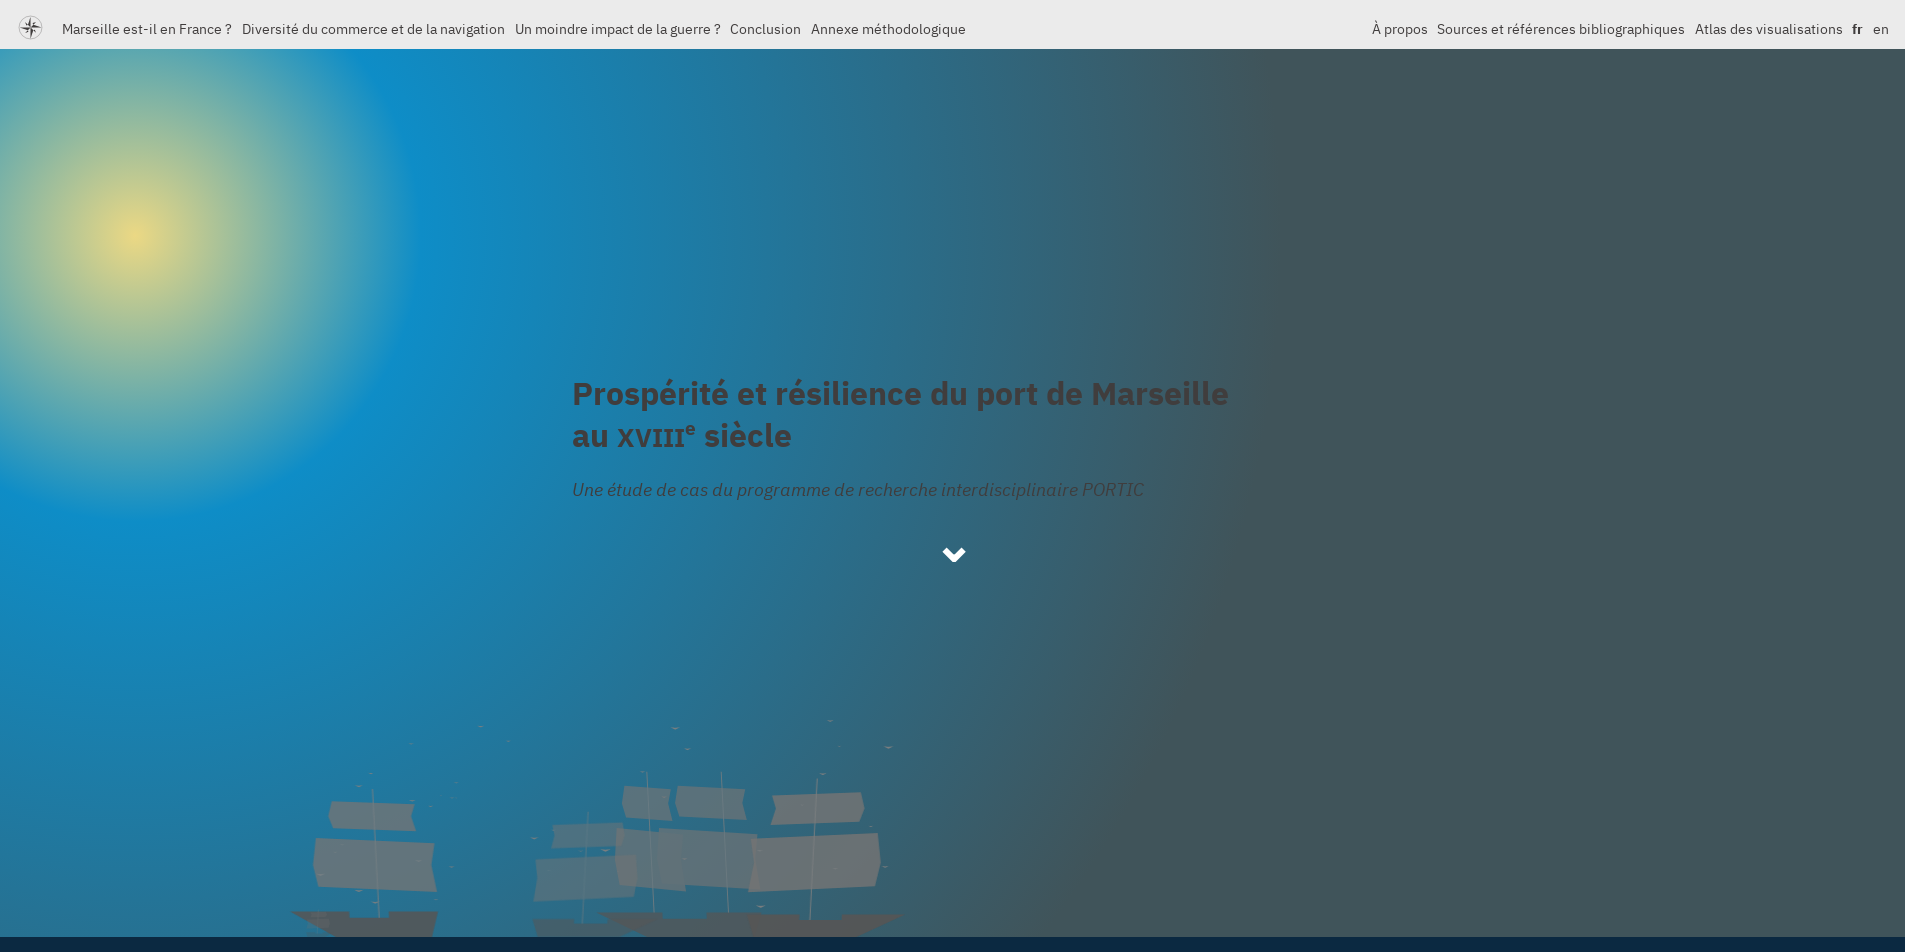 Marseille est-il en France ? Diversité du commerce et de la navigation Un moindre impact de la guerre ? Conclusion Annexe méthodologique À propos Sources et références bibliographiques Atlas des visualisations fr en
Prospérité et résilience du port de Marseille
au XVIIIe siècle
Une étude de cas du programme de recherche interdisciplinaire PORTIC